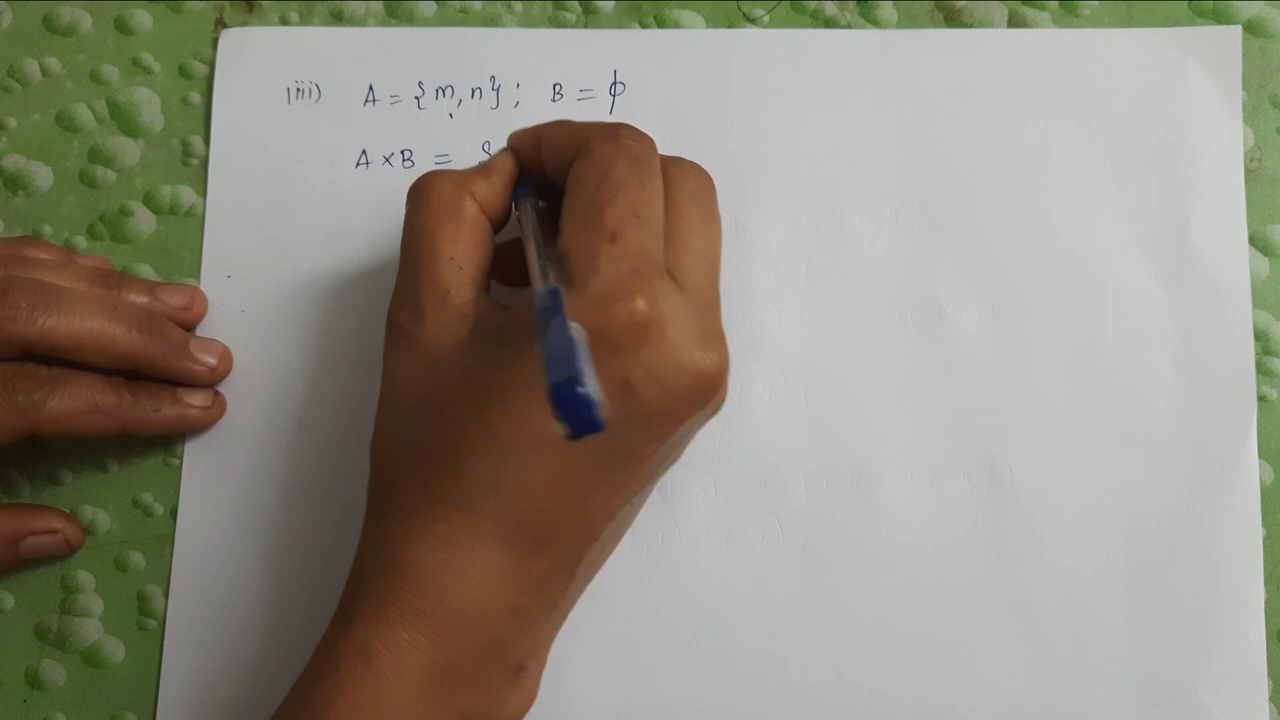 (iii) A = {m, n} ; B = ϕ
A × B = {